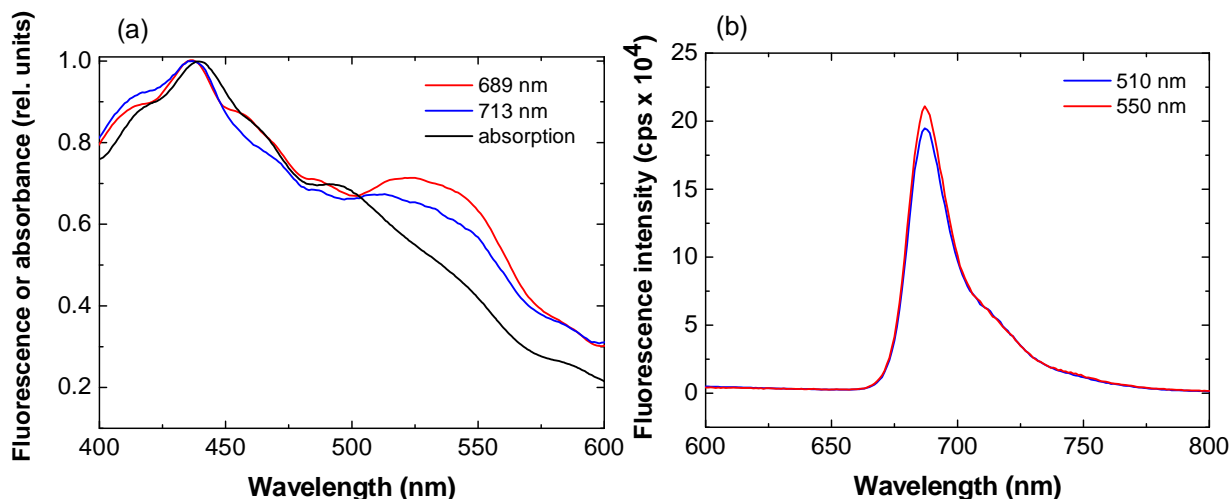 (a)
Fluorescence or absorbance (rel. units)
1.0
0.8
0.6
0.4
0.2
689 nm
713 nm
absorption
400
450
500
550
600
Wavelength (nm)
(b)
Fluorescence intensity (cps x 10⁴)
25
20
15
10
5
0
510 nm
550 nm
600
650
700
750
800
Wavelength (nm)